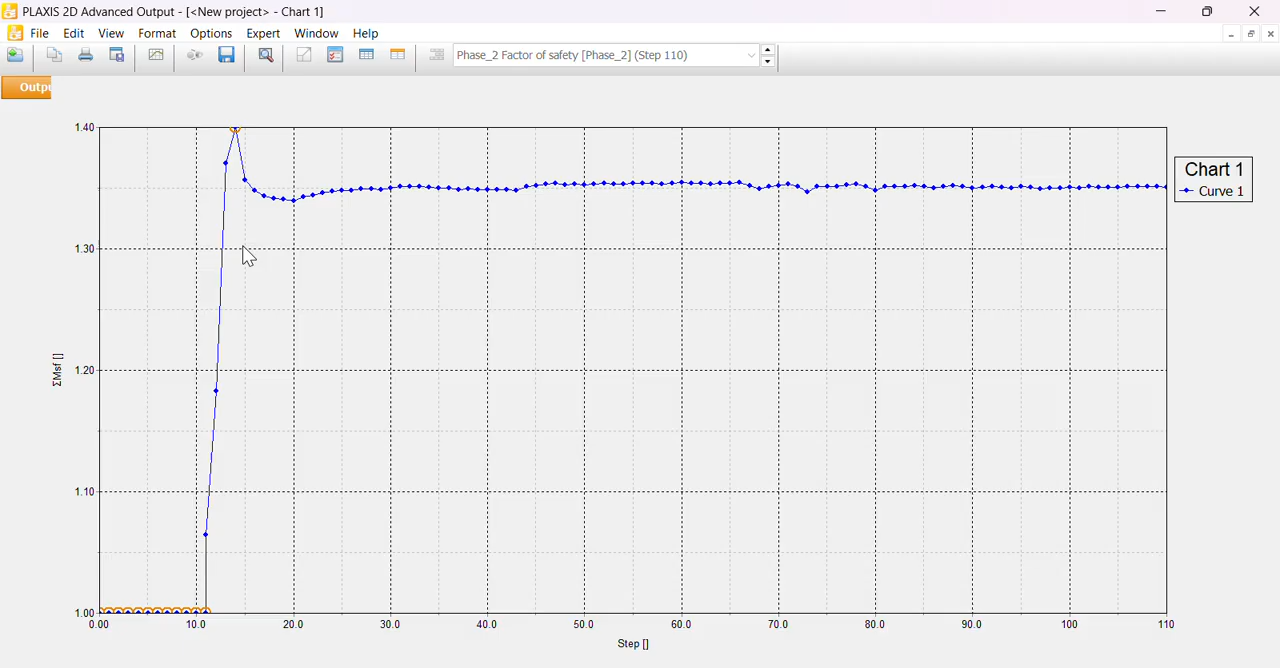 PLAXIS 2D Advanced Output - [<New project> - Chart 1]
File Edit View Format Options Expert Window Help
Phase_2 Factor of safety [Phase_2] (Step 110)
Outpu
1.40
1.30
1.20
1.10
1.00
ΣMsf []
0.00 10.0 20.0 30.0 40.0 50.0 60.0 70.0 80.0 90.0 100 110
Step []
Chart 1
Curve 1